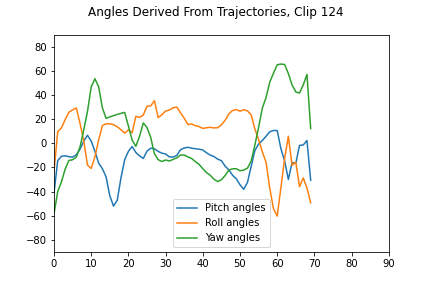 Angles Derived From Trajectories, Clip 124
80
60
40
20
0
−20
−40
−60
−80
0 10 20 30 40 50 60 70 80 90
Pitch angles
Roll angles
Yaw angles